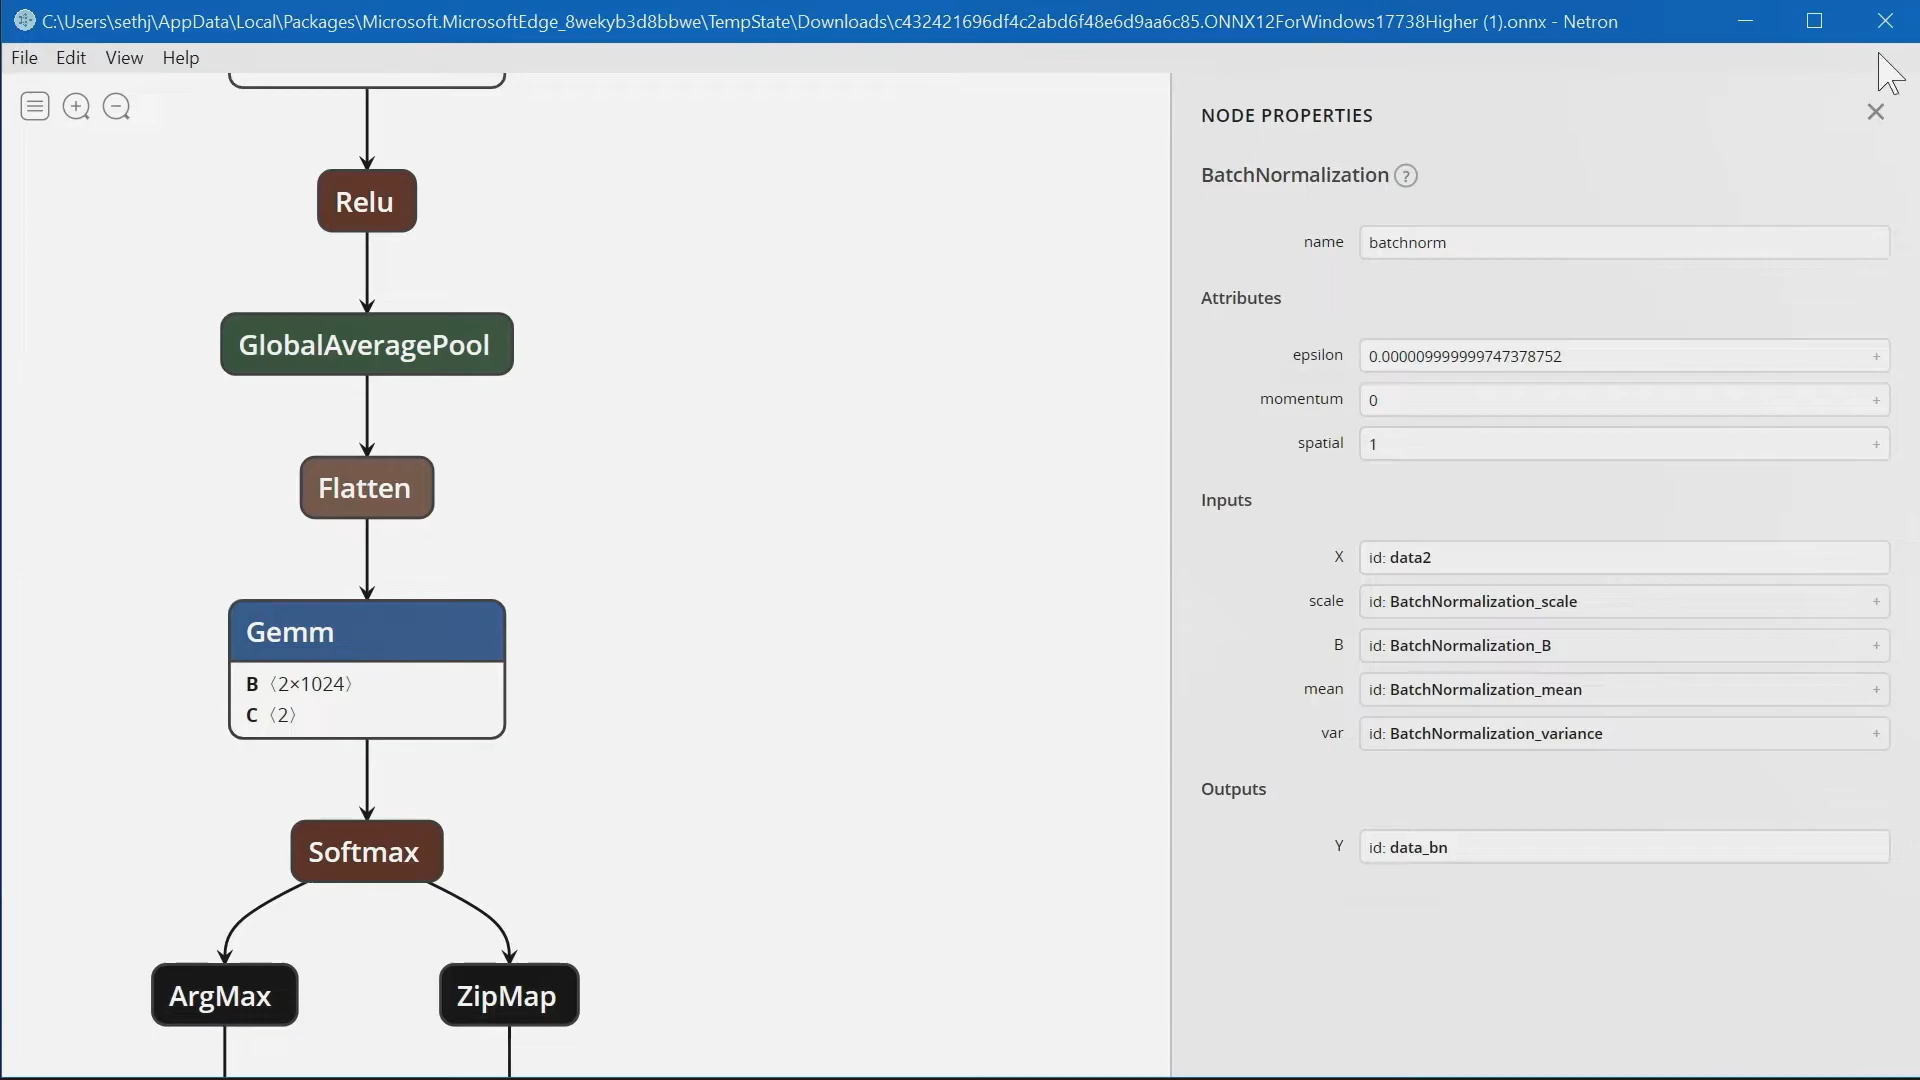 C:\Users\sethj\AppData\Local\Packages\Microsoft.MicrosoftEdge_8wekyb3d8bbwe\TempState\Downloads\c432421696df4c2abd6f48e6d9aa6c85.ONNX12ForWindows17738Higher (1).onnx - Netron
File Edit View Help
Relu
GlobalAveragePool
Flatten
Gemm
B 〈2×1024〉
C 〈2〉
Softmax
ArgMax
ZipMap
NODE PROPERTIES
BatchNormalization ?
name batchnorm
Attributes
epsilon 0.000009999999747378752 +
momentum 0 +
spatial 1 +
Inputs
X id: data2
scale id: BatchNormalization_scale +
B id: BatchNormalization_B +
mean id: BatchNormalization_mean +
var id: BatchNormalization_variance +
Outputs
Y id: data_bn